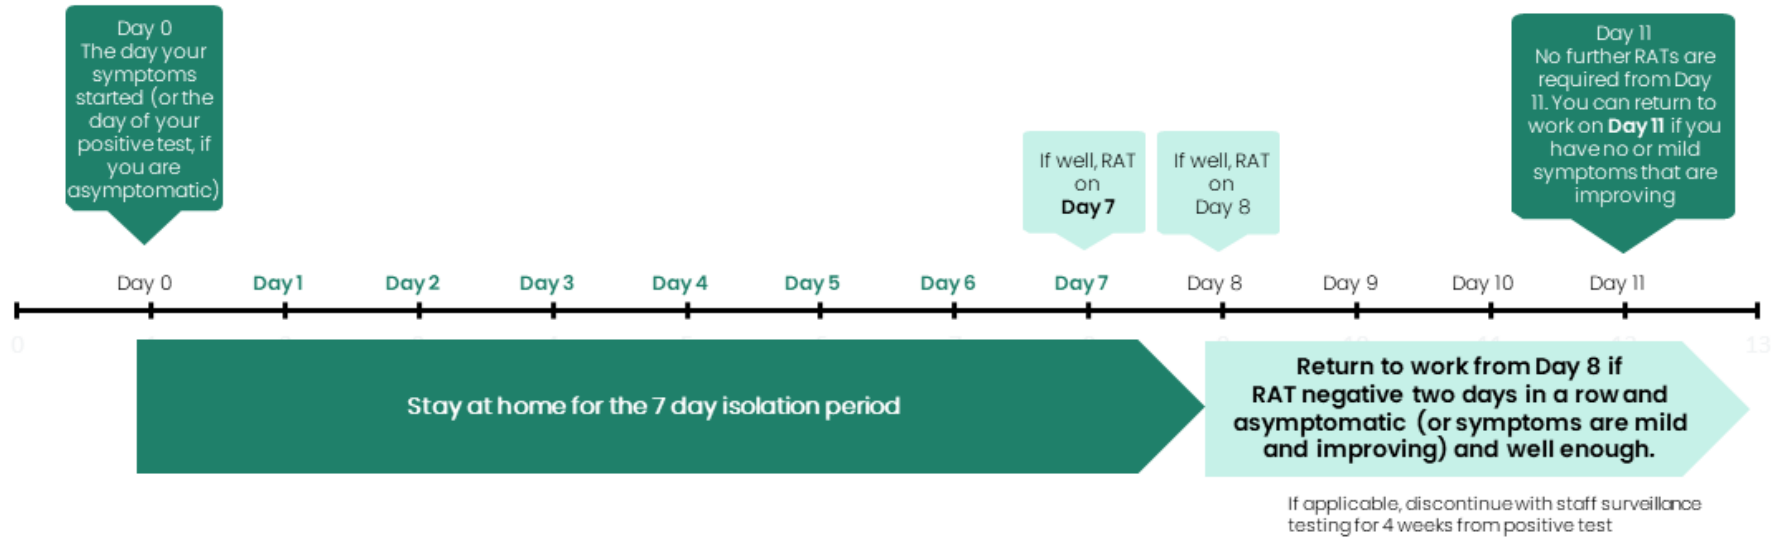 Day 0
The day your
symptoms
started (or the
day of your
positive test, if
you are
asymptomatic)
If well, RAT
on
Day 7
If well, RAT
on
Day 8
Day 11
No further RATs are
required from Day
11. You can return to
work on Day 11 if you
have no or mild
symptoms that are
improving
Day 0 Day 1 Day 2 Day 3 Day 4 Day 5 Day 6 Day 7 Day 8 Day 9 Day 10 Day 11
0 13
Stay at home for the 7 day isolation period
Return to work from Day 8 if
RAT negative two days in a row and
asymptomatic (or symptoms are mild
and improving) and well enough.
If applicable, discontinue with staff surveillance
testing for 4 weeks from positive test